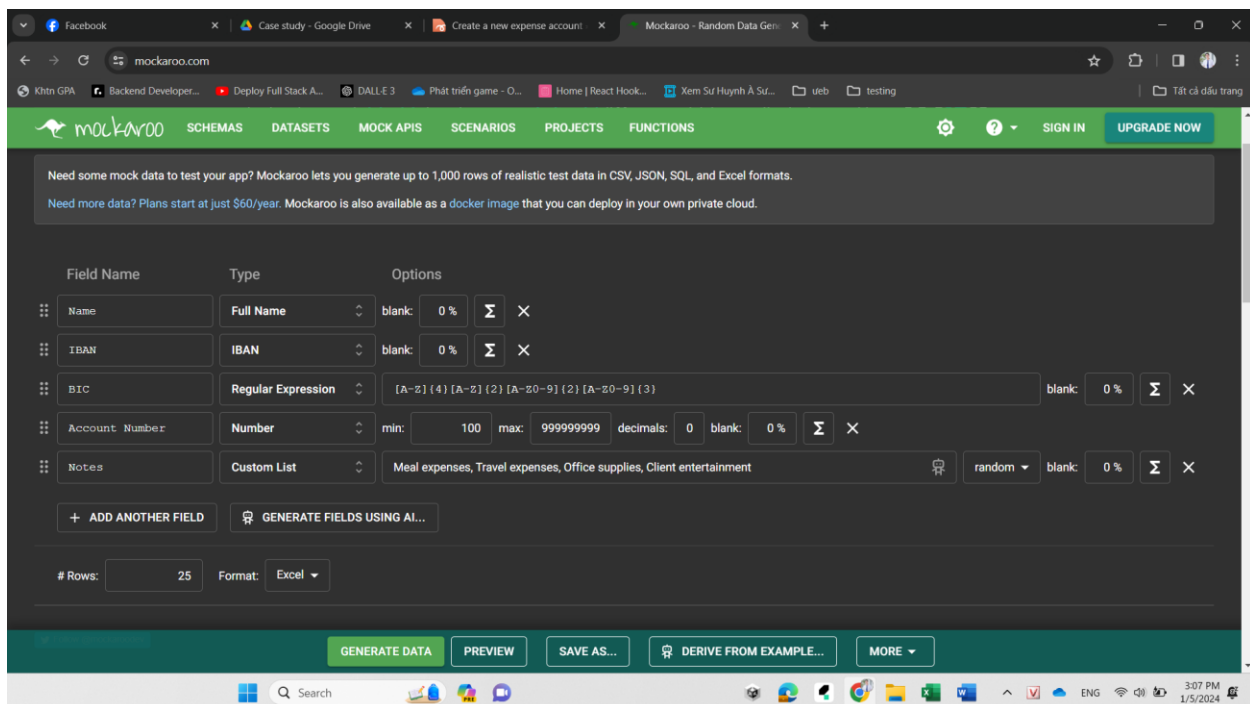 Facebook
Case study - Google Drive
Create a new expense account
Mockaroo - Random Data Gen
mockaroo.com
Khtn GPA
Backend Developer...
Deploy Full Stack A...
DALL·E 3
Phát triển game - O...
Home | React Hook...
Xem Sư Huynh À Sư...
ueb
testing
Tất cả dấu trang
mockaroo SCHEMAS DATASETS MOCK APIS SCENARIOS PROJECTS FUNCTIONS ? SIGN IN UPGRADE NOW
Need some mock data to test your app? Mockaroo lets you generate up to 1,000 rows of realistic test data in CSV, JSON, SQL, and Excel formats.
Need more data? Plans start at just $60/year. Mockaroo is also available as a docker image that you can deploy in your own private cloud.
Field Name Type Options
Name Full Name blank: 0 % Σ
IBAN IBAN blank: 0 % Σ
BIC Regular Expression [A-Z]{4}[A-Z]{2}[A-Z0-9]{2}[A-Z0-9]{3} blank: 0 % Σ
Account Number Number min: 100 max: 999999999 decimals: 0 blank: 0 % Σ
Notes Custom List Meal expenses, Travel expenses, Office supplies, Client entertainment random blank: 0 % Σ
+ ADD ANOTHER FIELD GENERATE FIELDS USING AI...
# Rows: 25 Format: Excel
GENERATE DATA PREVIEW SAVE AS... DERIVE FROM EXAMPLE... MORE
Search
ENG
3:07 PM
1/5/2024